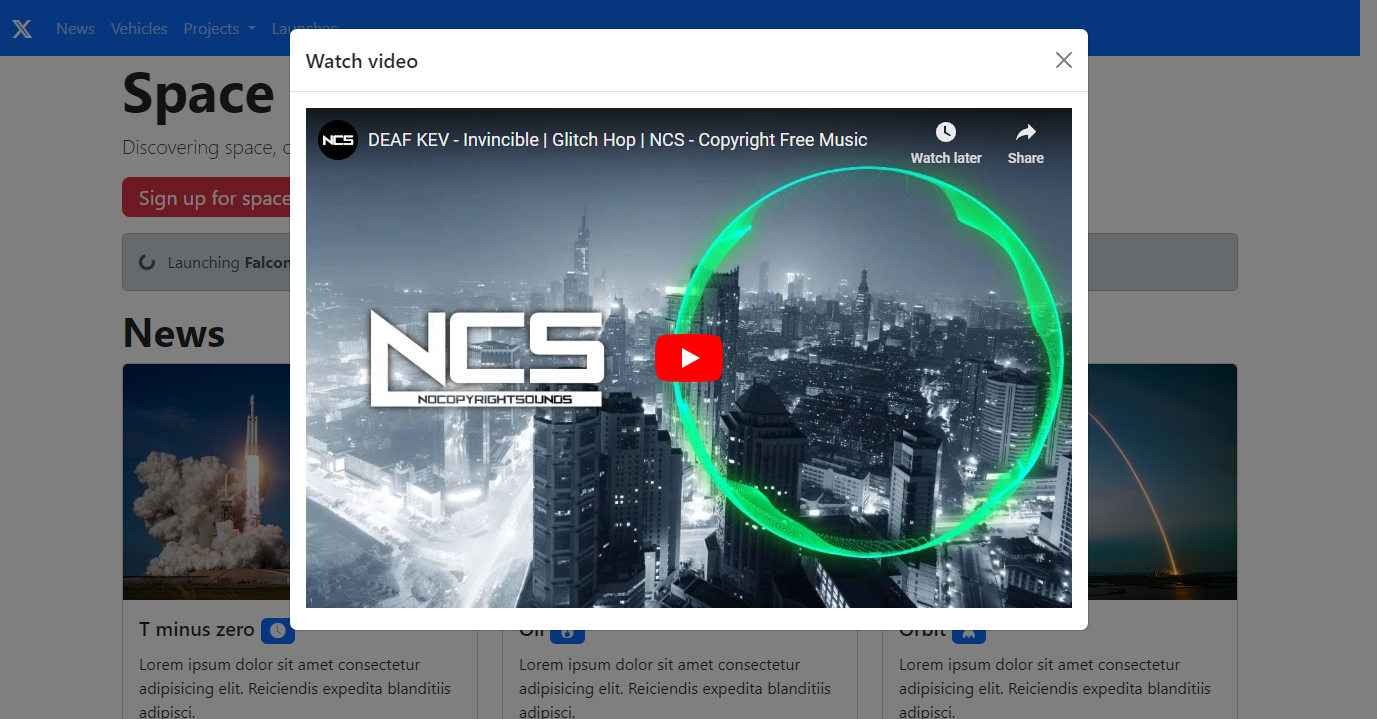 News Vehicles Projects
Watch video
Space
Discovering space,
Sign up for space
Launching Falcon
News
NCS
DEAF KEV - Invincible | Glitch Hop | NCS - Copyright Free Music
Watch later
Share
NCS
NOCOPYRIGHTSOUNDS
T minus zero
Orbit
Lorem ipsum dolor sit amet consectetur
adipisicing elit. Reiciendis expedita blanditiis
adipisci.
Lorem ipsum dolor sit amet consectetur
adipisicing elit. Reiciendis expedita blanditiis
adipisci.
Lorem ipsum dolor sit amet consectetur
adipisicing elit. Reiciendis expedita blanditiis
adipisci.